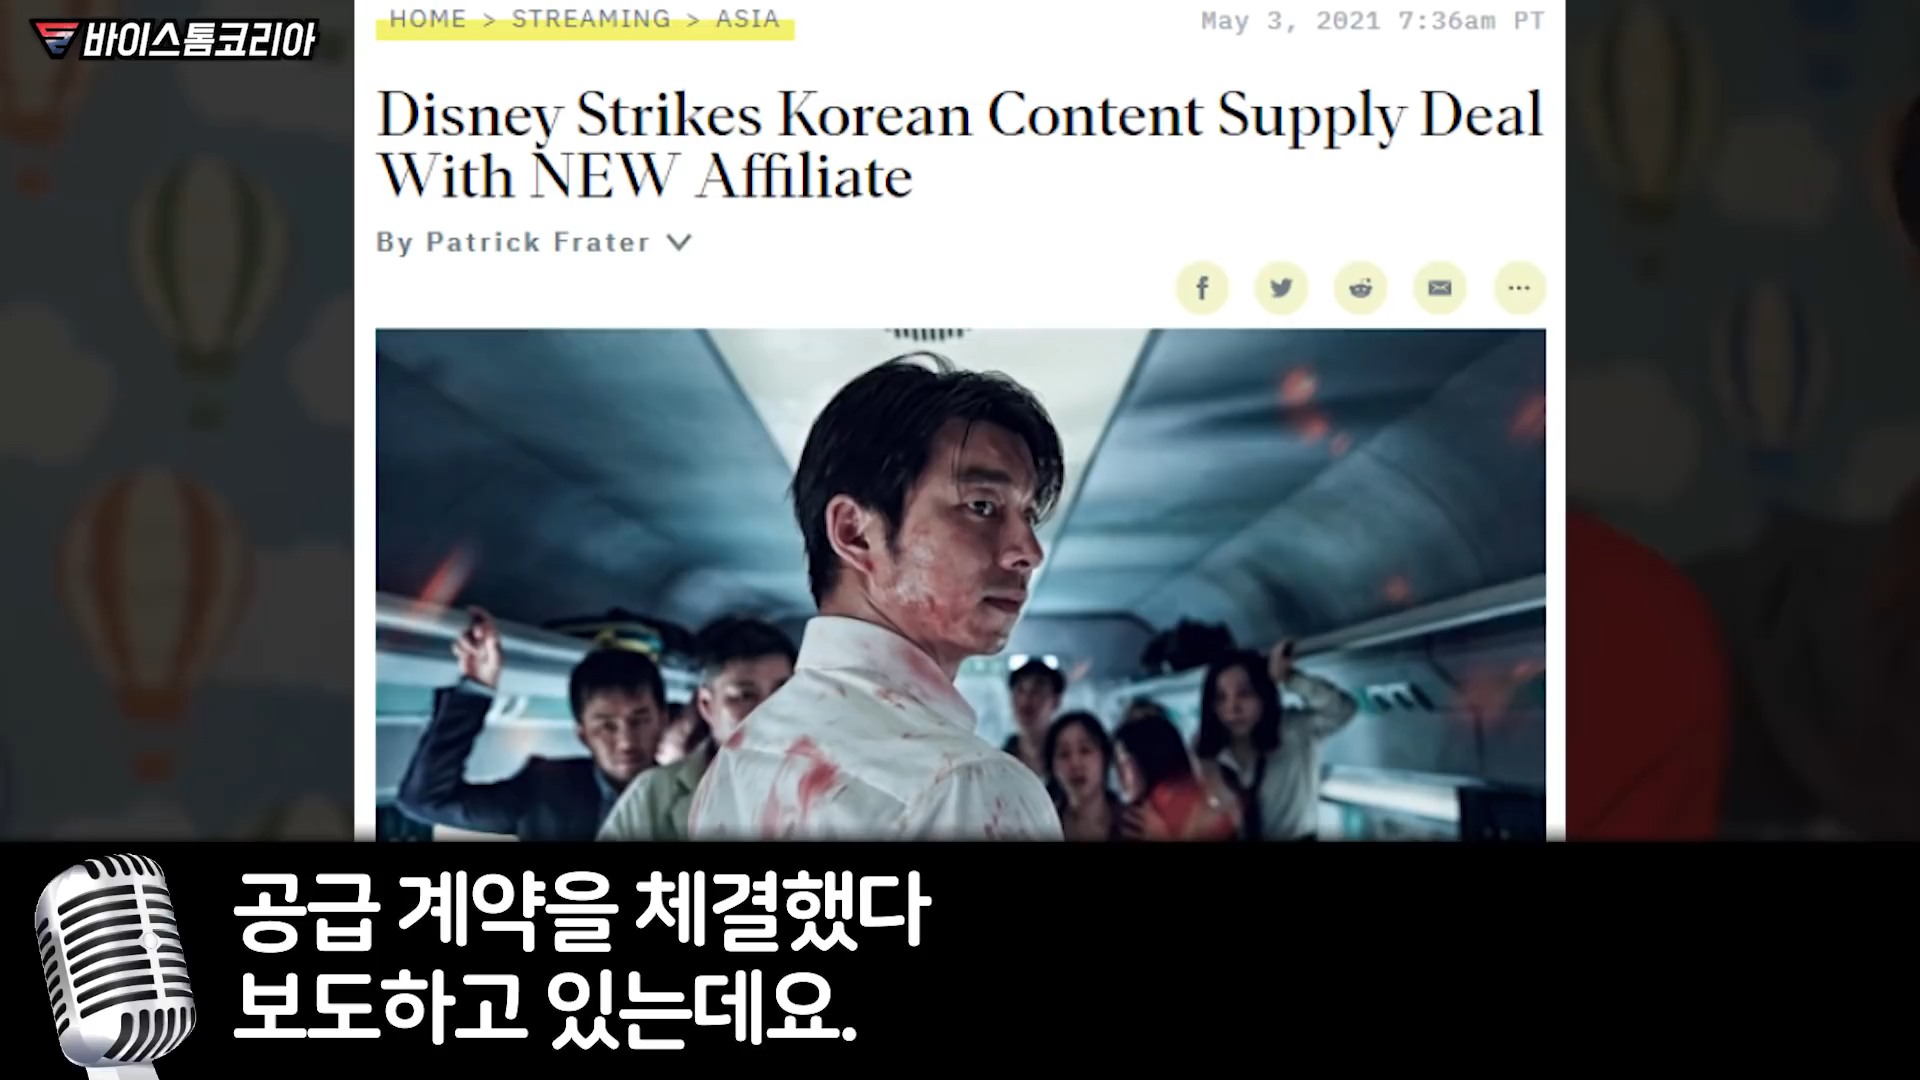 바이스톰코리아
HOME > STREAMING > ASIA
May 3, 2021 7:36am PT
Disney Strikes Korean Content Supply Deal
With NEW Affiliate
By Patrick Frater
공급 계약을 체결했다
보도하고 있는데요.